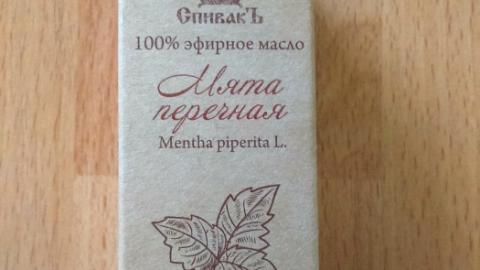 СпивакЪ
100% эфирное масло
Мята
перечная
Mentha piperita L.